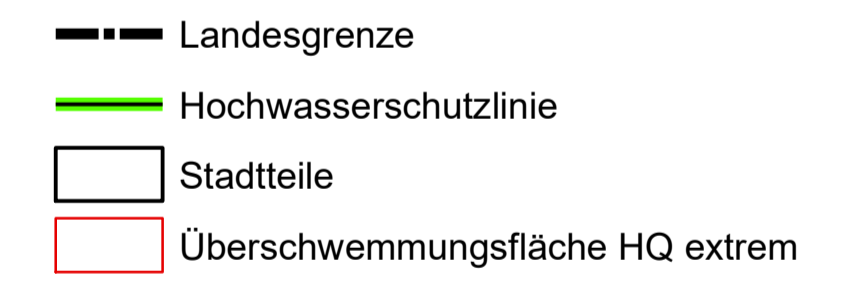 Landesgrenze
Hochwasserschutzlinie
Stadtteile
Überschwemmungsfläche HQ extrem